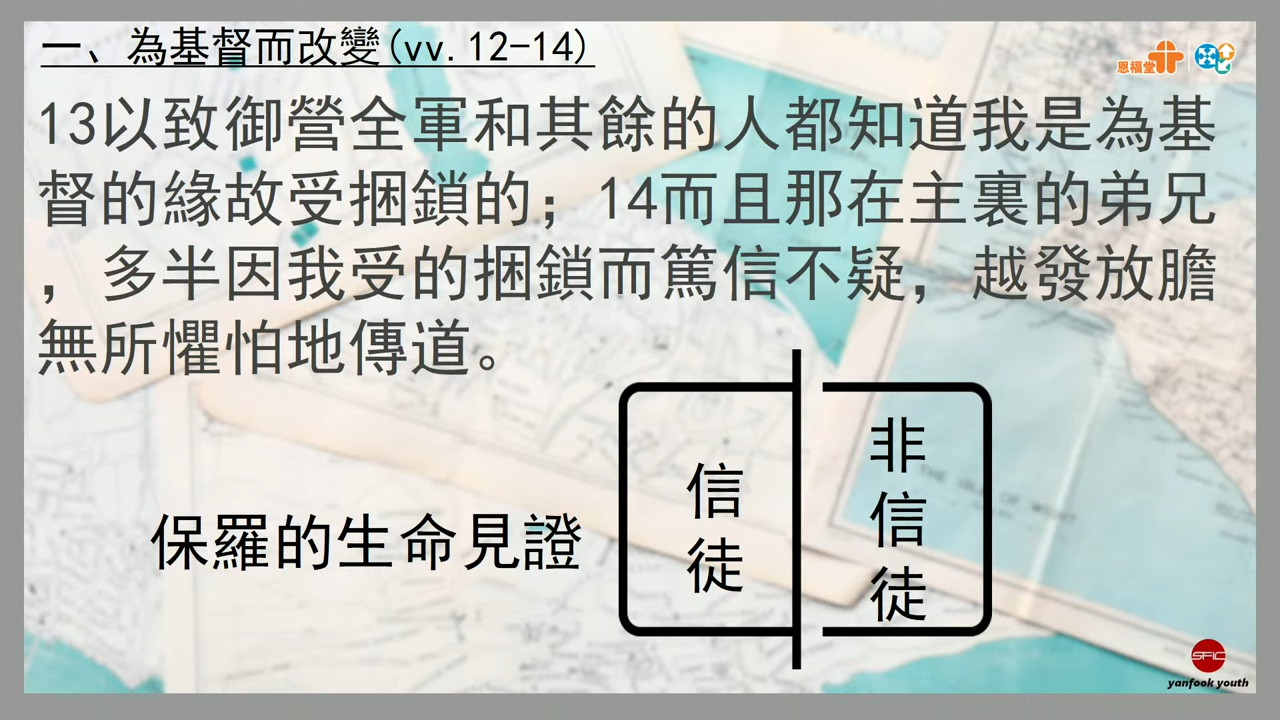 一、為基督而改變(vv.12-14)
恩福堂
13以致御營全軍和其餘的人都知道我是為基
督的緣故受捆鎖的；14而且那在主裏的弟兄
，多半因我受的捆鎖而篤信不疑，越發放膽
無所懼怕地傳道。
保羅的生命見證
信徒
非信徒
THE ISLE OF WIGHT
SFIC
yanfook youth